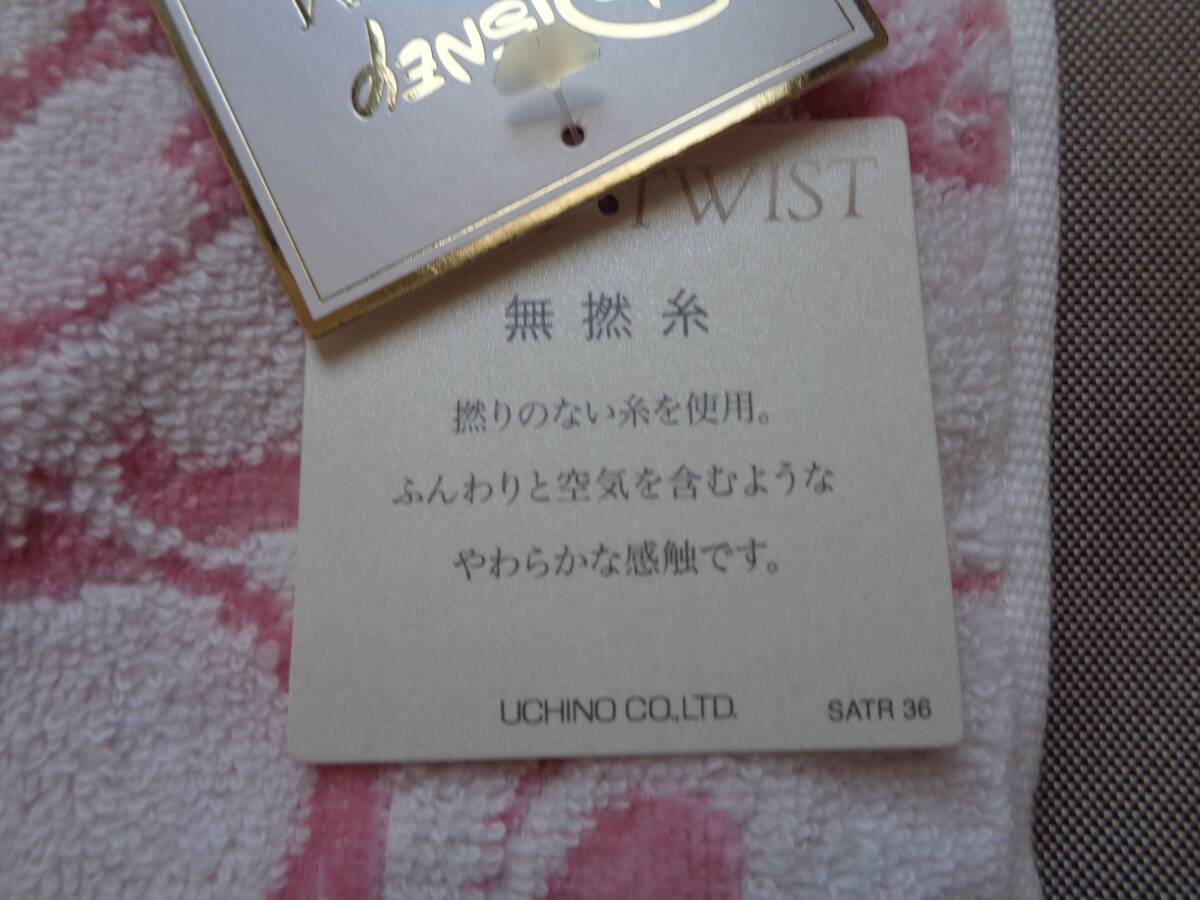 DISNEY
TWIST
無撚糸
撚りのない糸を使用。
ふんわりと空気を含むような
やわらかな感触です。
UCHINO CO.,LTD.
SATR 36